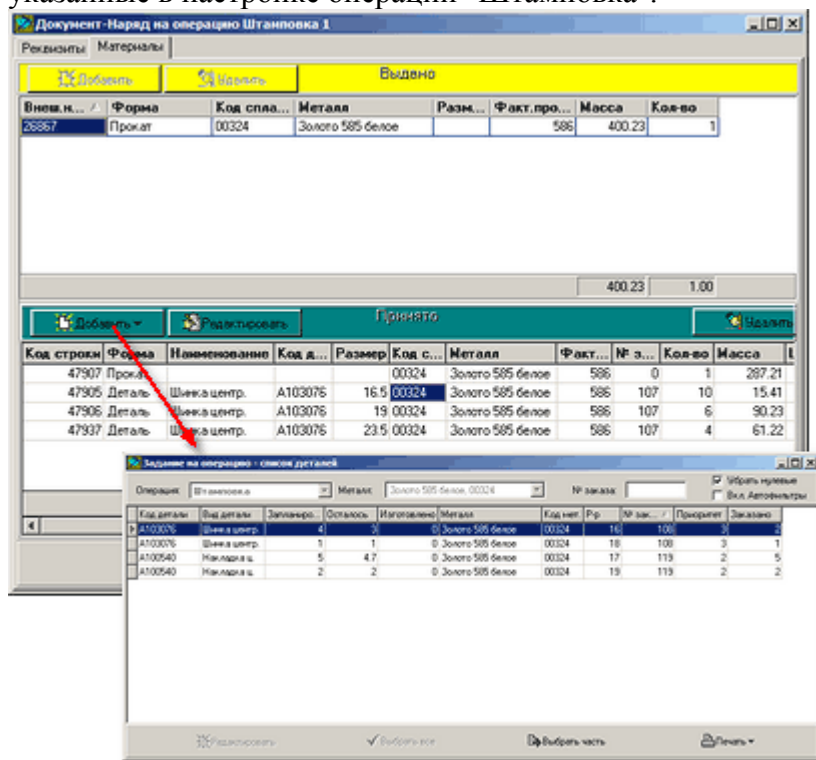 указанные в настройке операции "Штамповка".
Документ-Наряд на операцию Штамповка 1
Реквизиты Материалы
Добавить Удалить Выдано
Внеш.н... Форма Код спла... Металл Разм... Факт.про... Масса Кол-во
26867 Прокат 00324 Золото 585 белое 586 400.23 1
400.23 1.00
Добавить Редактировать Принято Удалить
Код строки Форма Наименование Код д... Размер Код с... Металл Факт... № з... Кол-во Масса
47907 Прокат 00324 Золото 585 белое 586 0 1 287.21
47905 Деталь Шинка центр. A103076 16.5 00324 Золото 585 белое 586 107 10 15.41
47906 Деталь Шинка центр. A103076 19 00324 Золото 585 белое 586 107 6 90.23
47937 Деталь Шинка центр. A103076 23.5 00324 Золото 585 белое 586 107 4 61.22
Задание на операцию - список деталей
Операция: Штамповка Металл: Золото 585 белое, 00324 № заказа: Убрать нулевые
Вкл. Автофильтры
Код детали Вид детали Запланиро... Осталось Изготовлено Металл Код мет. Р-р № зак... Приоритет Заказано
A103076 Шинка центр. 4 3 0 Золото 585 белое 00324 16 108 3
A103076 Шинка центр. 1 1 0 Золото 585 белое 00324 18 108 3 1
A100540 Накладка ц. 5 4.7 0 Золото 585 белое 00324 17 119 2 5
A100540 Накладка ц. 2 2 0 Золото 585 белое 00324 19 119 2 2
Редактировать Выбрать все Выбрать часть Печать